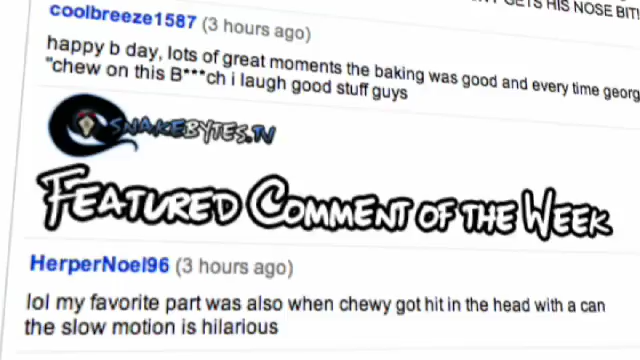 GETS HIS NOSE BIT!
coolbreeze1587 (3 hours ago)
happy b day, lots of great moments the baking was good and every time georg
"chew on this B***ch i laugh good stuff guys
SNAKEBYTES.TV
FEATURED COMMENT OF THE WEEK
HerperNoel96 (3 hours ago)
lol my favorite part was also when chewy got hit in the head with a can
the slow motion is hilarious